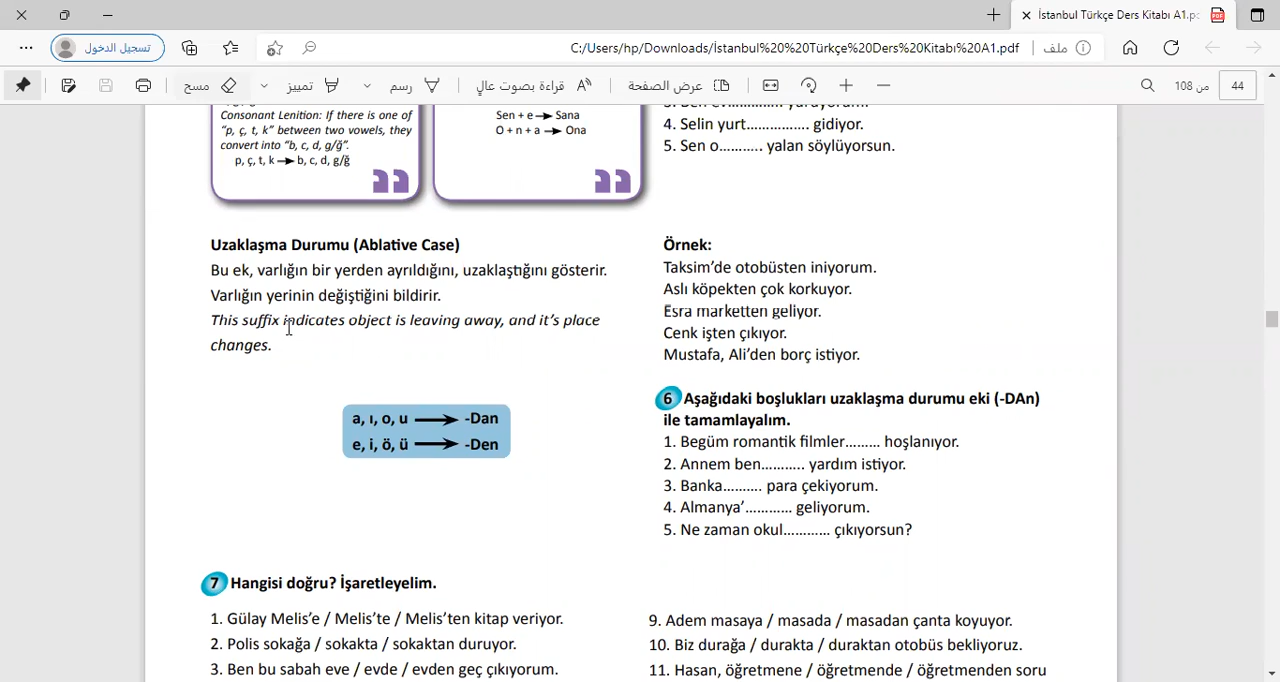 İstanbul Türkçe Ders Kitabı A1.pc
تسجيل الدخول
C:/Users/hp/Downloads/İstanbul%20%20Türkçe%20Ders%20Kitabı%20A1.pdf
ملف
مسح
تمييز
رسم
قراءة بصوت عالٍ
عرض الصفحة
من 108
44
Consonant Lenition: If there is one of
“p, ç, t, k” between two vowels, they
convert into “b, c, d, g/ğ”.
p, ç, t, k → b, c, d, g/ğ
Sen + e → Sana
O + n + a → Ona
4. Selin yurt................ gidiyor.
5. Sen o........... yalan söylüyorsun.
Uzaklaşma Durumu (Ablative Case)
Bu ek, varlığın bir yerden ayrıldığını, uzaklaştığını gösterir.
Varlığın yerinin değiştiğini bildirir.
This suffix indicates object is leaving away, and it’s place
changes.
a, ı, o, u → -Dan
e, i, ö, ü → -Den
Örnek:
Taksim’de otobüsten iniyorum.
Aslı köpekten çok korkuyor.
Esra marketten geliyor.
Cenk işten çıkıyor.
Mustafa, Ali’den borç istiyor.
6 Aşağıdaki boşlukları uzaklaşma durumu eki (-DAn)
ile tamamlayalım.
1. Begüm romantik filmler......... hoşlanıyor.
2. Annem ben........... yardım istiyor.
3. Banka.......... para çekiyorum.
4. Almanya’............ geliyorum.
5. Ne zaman okul............ çıkıyorsun?
7 Hangisi doğru? İşaretleyelim.
1. Gülay Melis’e / Melis’te / Melis’ten kitap veriyor.
2. Polis sokağa / sokakta / sokaktan duruyor.
3. Ben bu sabah eve / evde / evden geç çıkıyorum.
9. Adem masaya / masada / masadan çanta koyuyor.
10. Biz durağa / durakta / duraktan otobüs bekliyoruz.
11. Hasan, öğretmene / öğretmende / öğretmenden soru